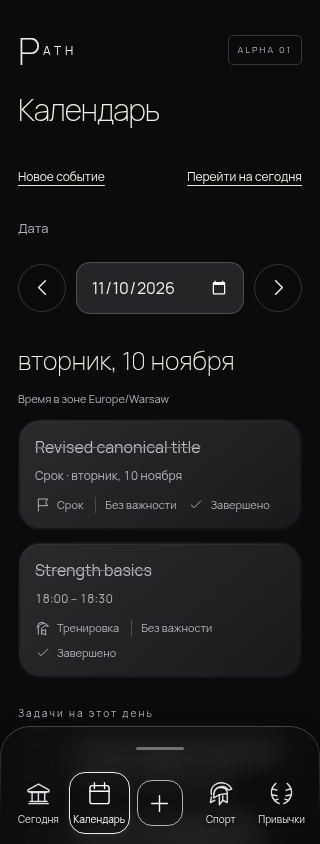 PATH
ALPHA 01
Календарь
Новое событие
Перейти на сегодня
Дата
11/10/2026
вторник, 10 ноября
Время в зоне Europe/Warsaw
Revised canonical title
Срок · вторник, 10 ноября
Срок
Без важности
Завершено
Strength basics
18:00 – 18:30
Тренировка
Без важности
Завершено
Задачи на этот день
Сегодня
Календарь
Спорт
Привычки